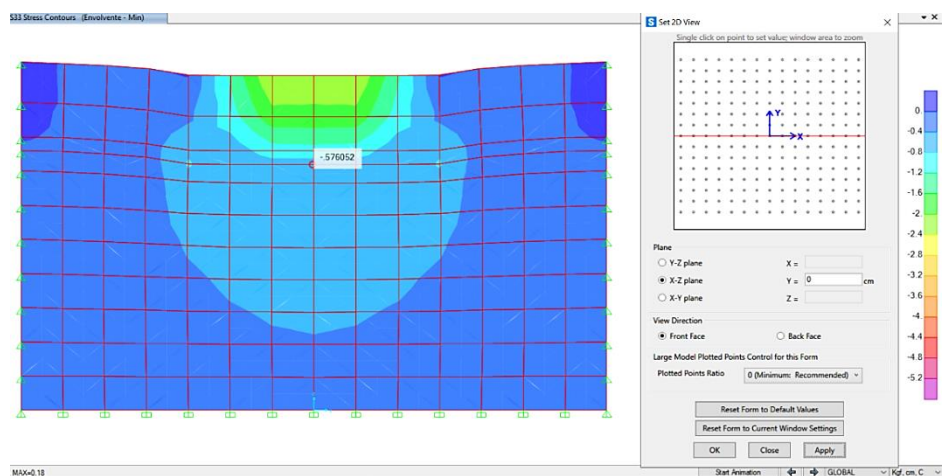 S33 Stress Contours (Envolvente - Min)
-.576052
MAX=0.18
S Set 2D View
Single click on point to set value; window area to zoom
Y
X
Plane
Y-Z plane
X =
X-Z plane
Y =
0
cm
X-Y plane
Z =
View Direction
Front Face
Back Face
Large Model Plotted Points Control for this Form
Plotted Points Ratio
0 (Minimum: Recommended)
Reset Form to Default Values
Reset Form to Current Window Settings
OK
Close
Apply
0.
-0.4
-0.8
-1.2
-1.6
-2.
-2.4
-2.8
-3.2
-3.6
-4.
-4.4
-4.8
-5.2
Start Animation
GLOBAL
Kgf, cm, C